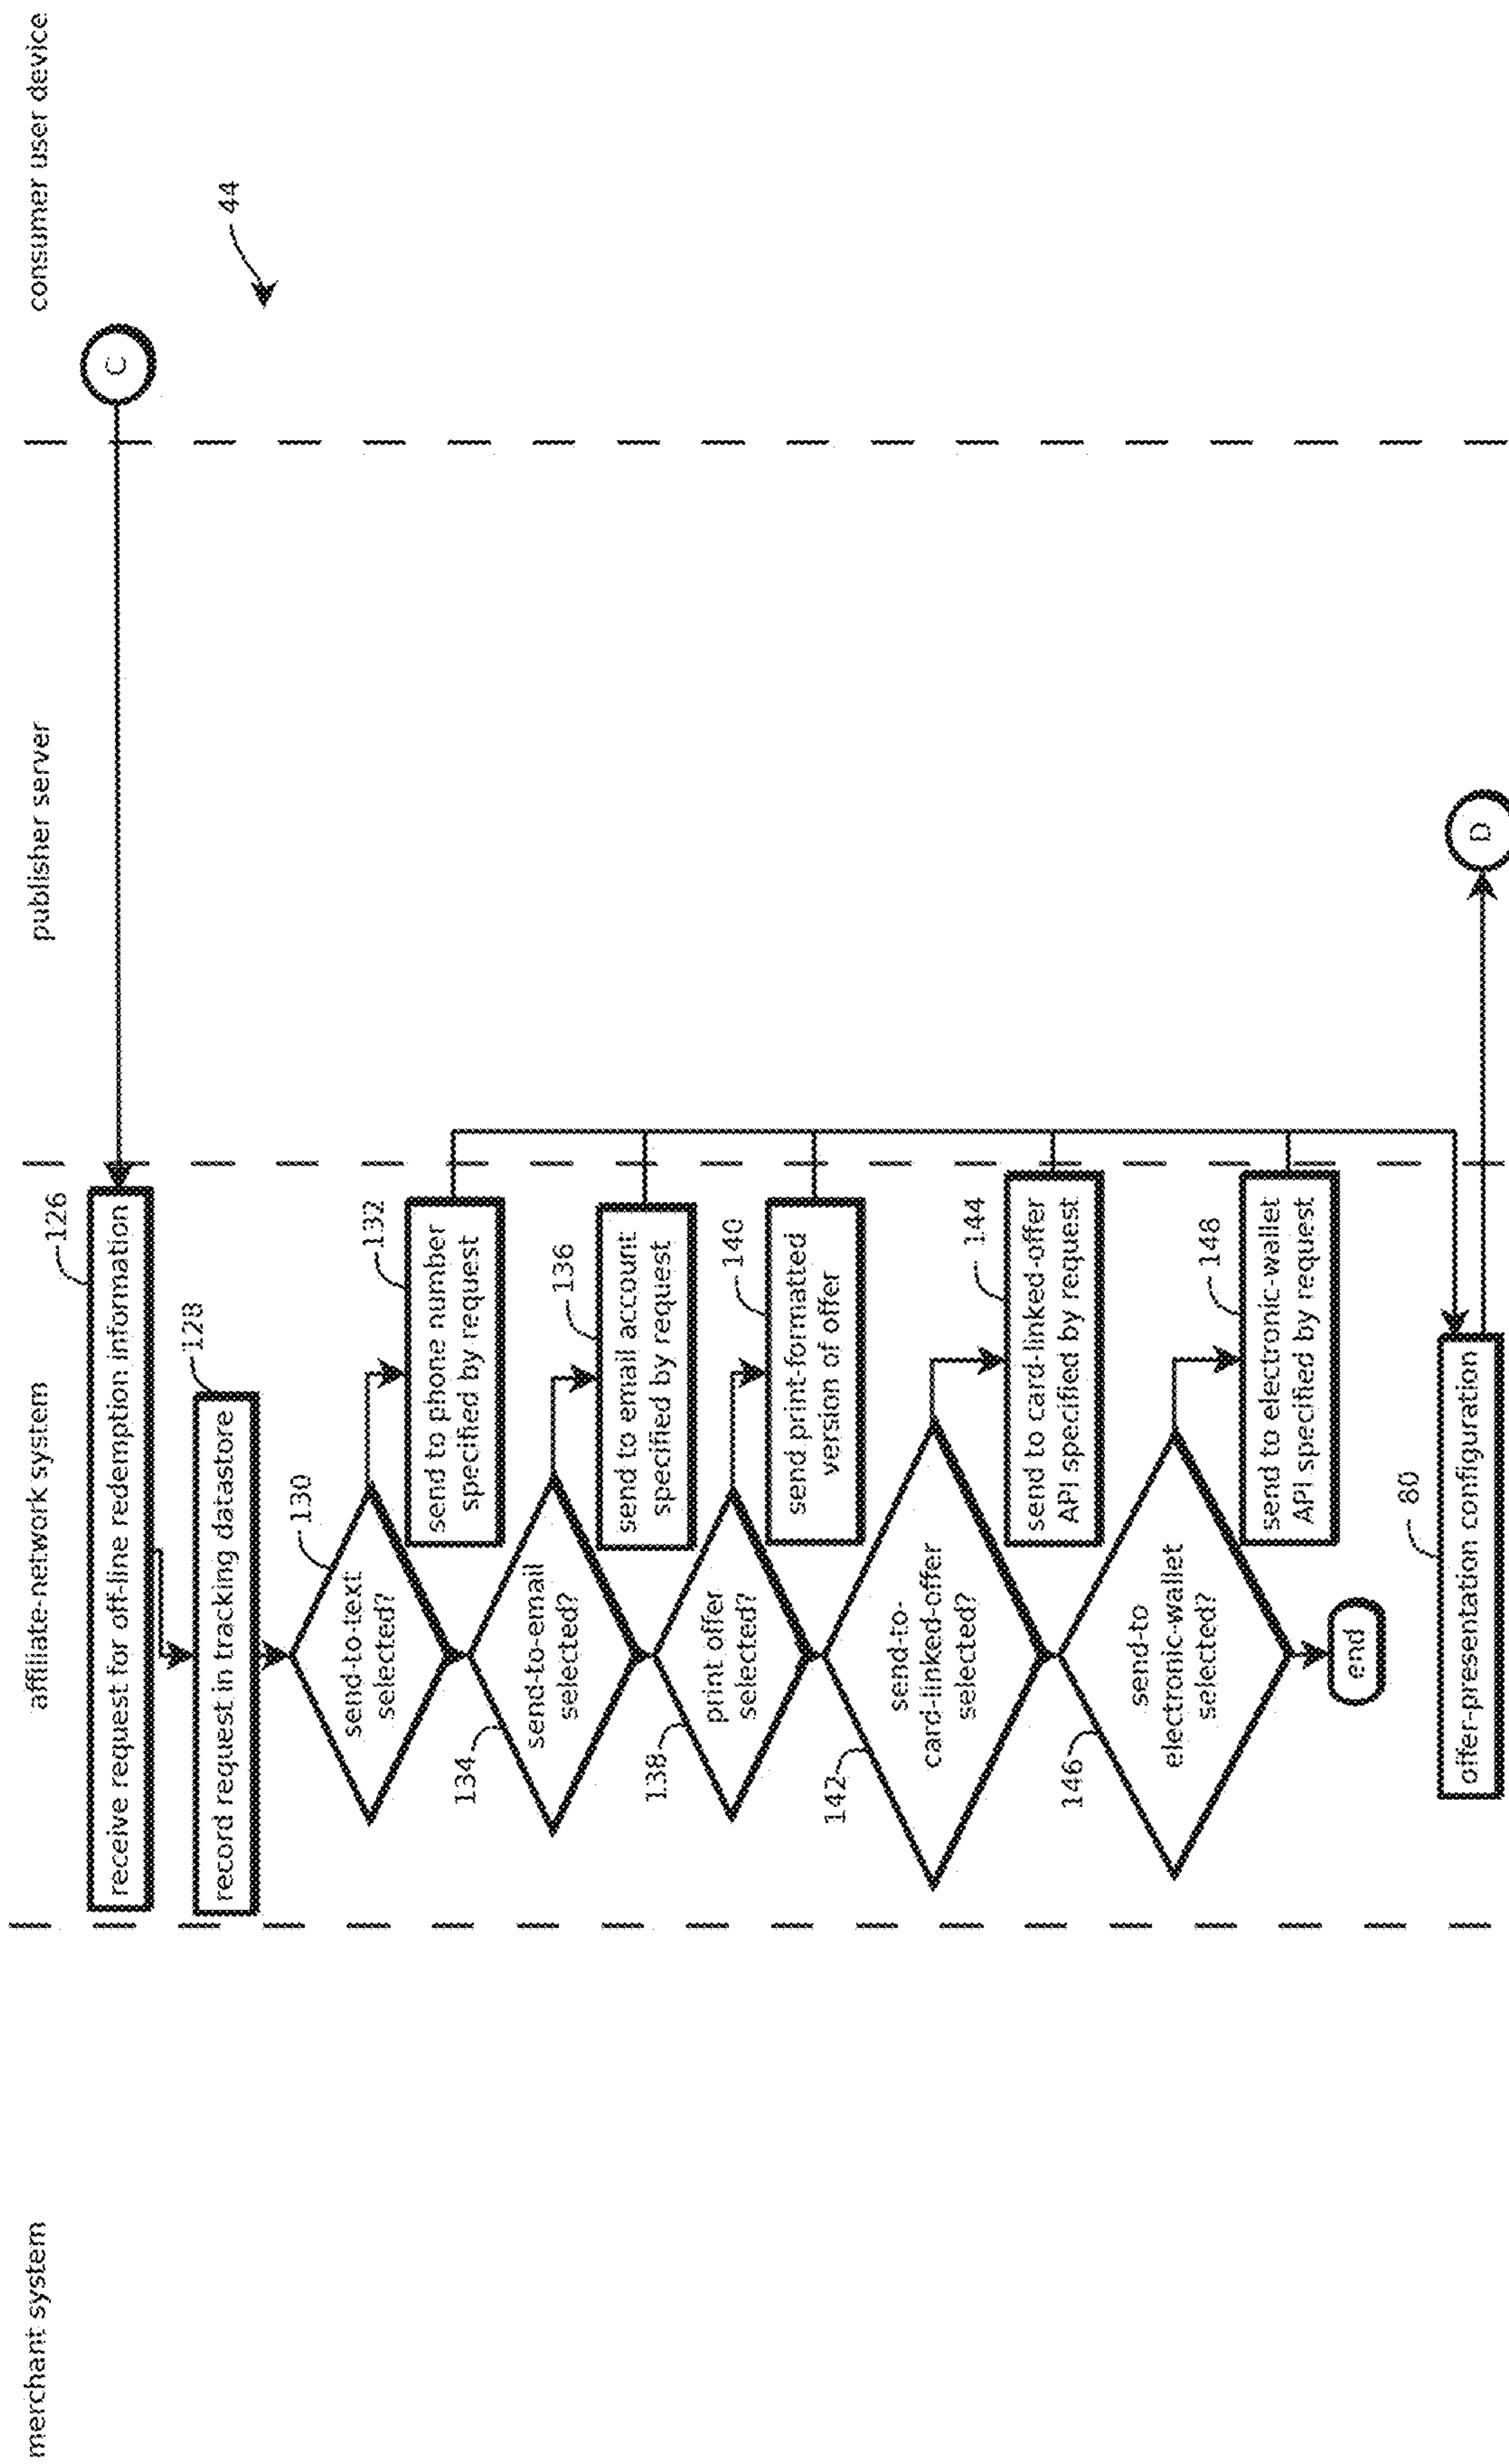 merchant system
affiliate-network system
publisher server
consumer user device
C
44
126
receive request for off-line redemption information
128
record request in tracking datastore
130
send-to-text
selected?
132
send to phone number
specified by request
134
send-to-email
selected?
136
send to email account
specified by request
138
print offer
selected?
140
send print-formatted
version of offer
142
send-to-
card-linked-offer
selected?
144
send to card-linked-offer
API specified by request
146
send-to
electronic-wallet
selected?
148
send to electronic-wallet
API specified by request
end
80
offer-presentation configuration
D